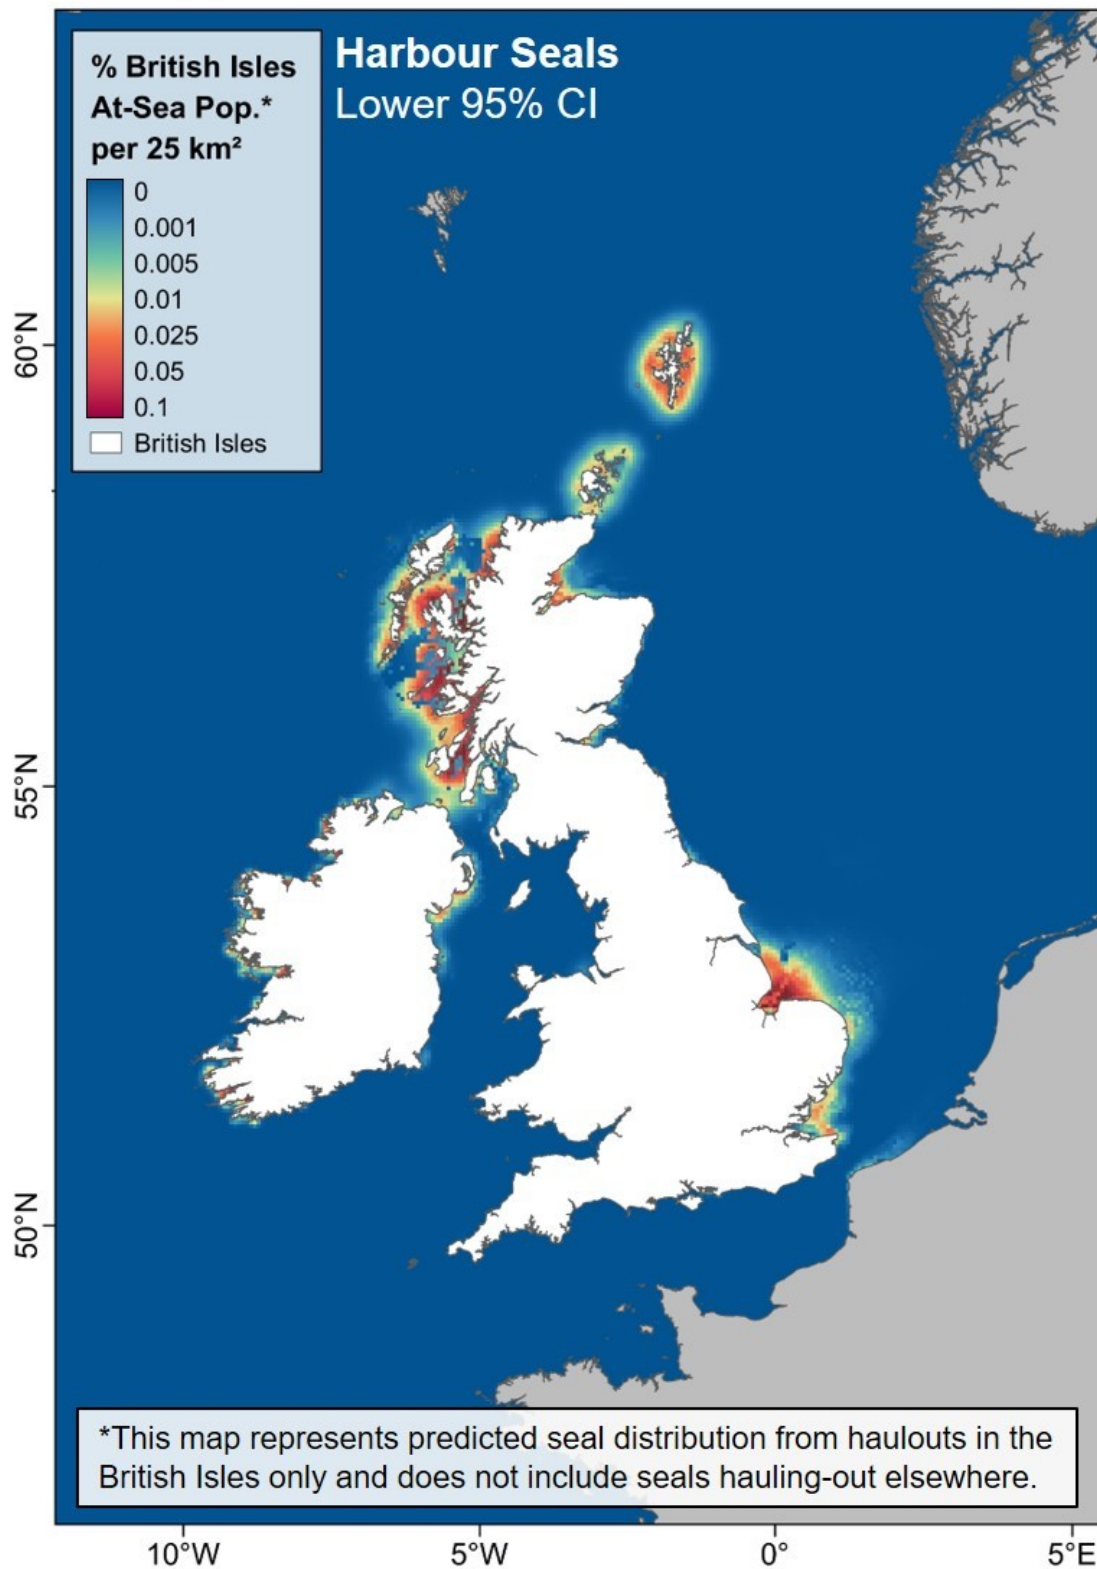 % British Isles
At-Sea Pop.*
per 25 km²
0
0.001
0.005
0.01
0.025
0.05
0.1
British Isles
Harbour Seals
Lower 95% CI
60°N
55°N
50°N
*This map represents predicted seal distribution from haulouts in the
British Isles only and does not include seals hauling-out elsewhere.
10°W
5°W
0°
5°E